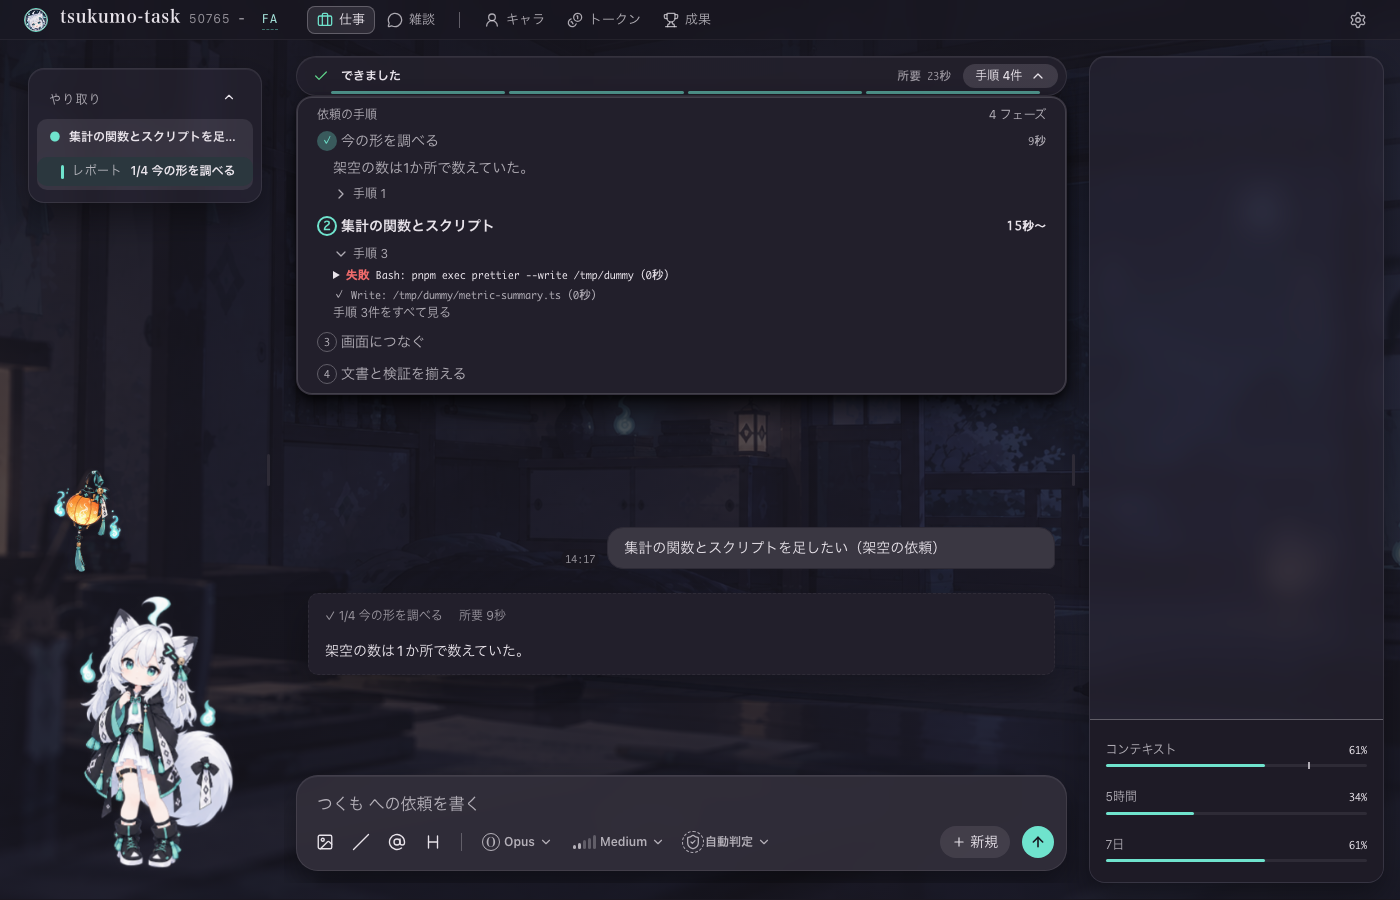 tsukumo-task 50765 - FA 仕事 雑談 キャラ トークン 成果
やり取り
集計の関数とスクリプトを足...
レポート 1/4 今の形を調べる
できました 所要 23秒 手順 4件
依頼の手順 4 フェーズ
今の形を調べる 9秒
架空の数は1か所で数えていた。
手順 1
2 集計の関数とスクリプト 15秒〜
手順 3
失敗 Bash: pnpm exec prettier --write /tmp/dummy (0秒)
✓ Write: /tmp/dummy/metric-summary.ts (0秒)
手順 3件をすべて見る
3 画面につなぐ
4 文書と検証を揃える
集計の関数とスクリプトを足したい（架空の依頼）
14:17
✓ 1/4 今の形を調べる 所要 9秒
架空の数は1か所で数えていた。
つくも への依頼を書く
Opus Medium 自動判定 + 新規
コンテキスト 61%
5時間 34%
7日 61%